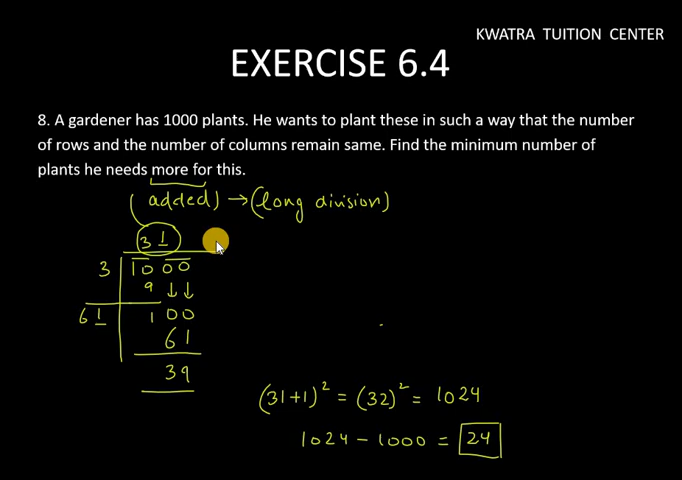 KWATRA TUITION CENTER
EXERCISE 6.4
8. A gardener has 1000 plants. He wants to plant these in such a way that the number
of rows and the number of columns remain same. Find the minimum number of
plants he needs more for this.
(added) → (long division)
31
3 1000
9 ↓↓
61 100
61
39
(31+1)² = (32)² = 1024
1024 - 1000 = 24